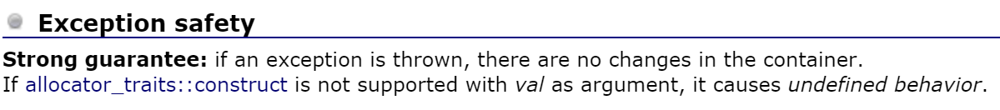 Exception safety
Strong guarantee: if an exception is thrown, there are no changes in the container.
If allocator_traits::construct is not supported with val as argument, it causes undefined behavior.